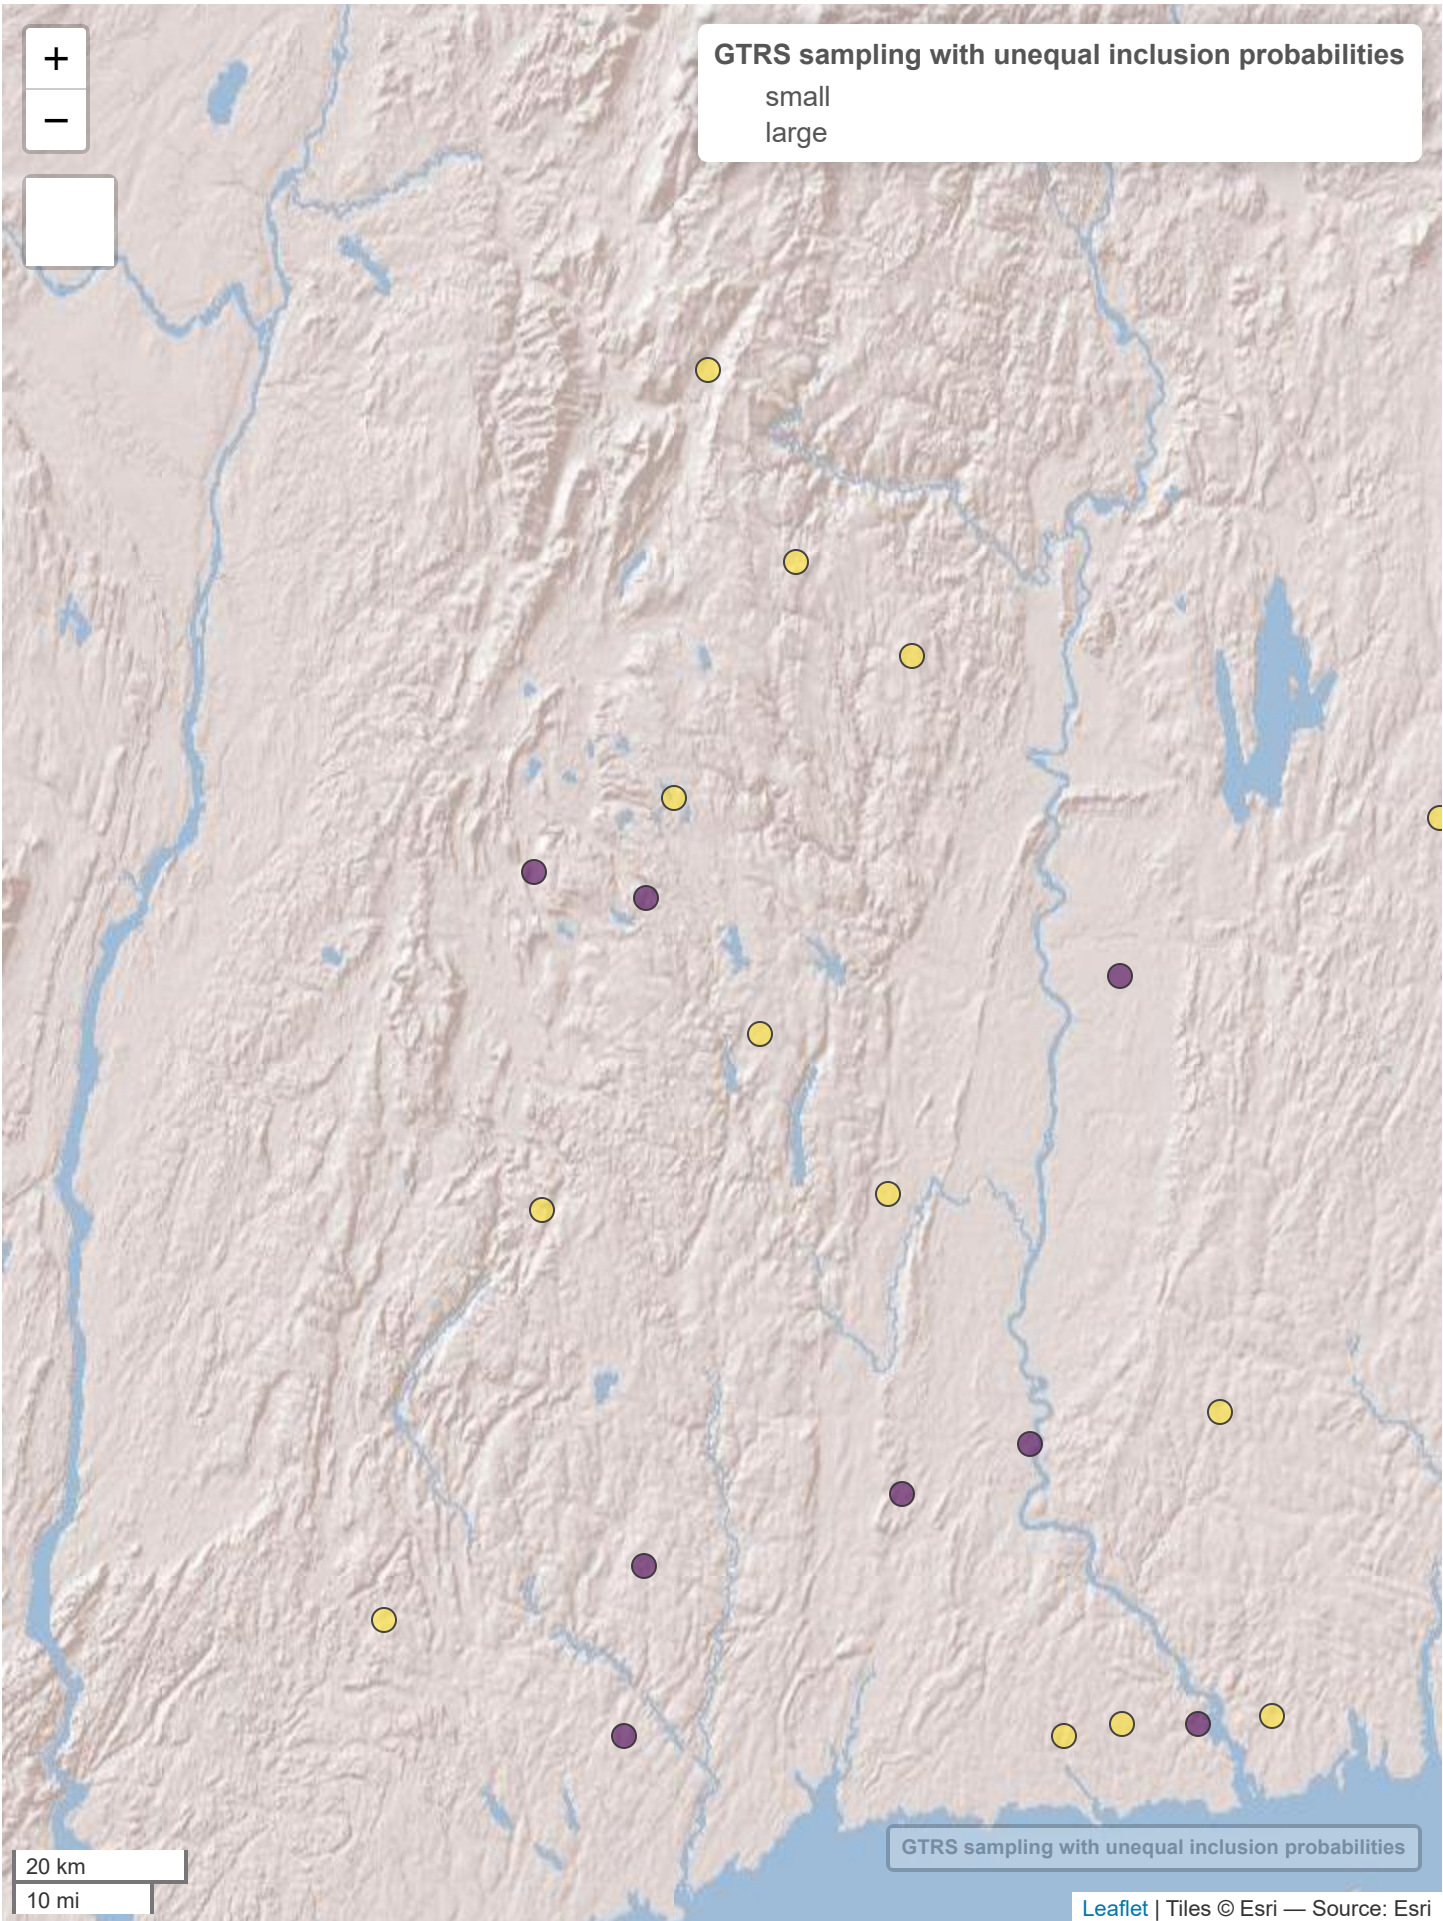 +
−
GTRS sampling with unequal inclusion probabilities
small
large
20 km
10 mi
GTRS sampling with unequal inclusion probabilities
Leaflet | Tiles © Esri — Source: Esri